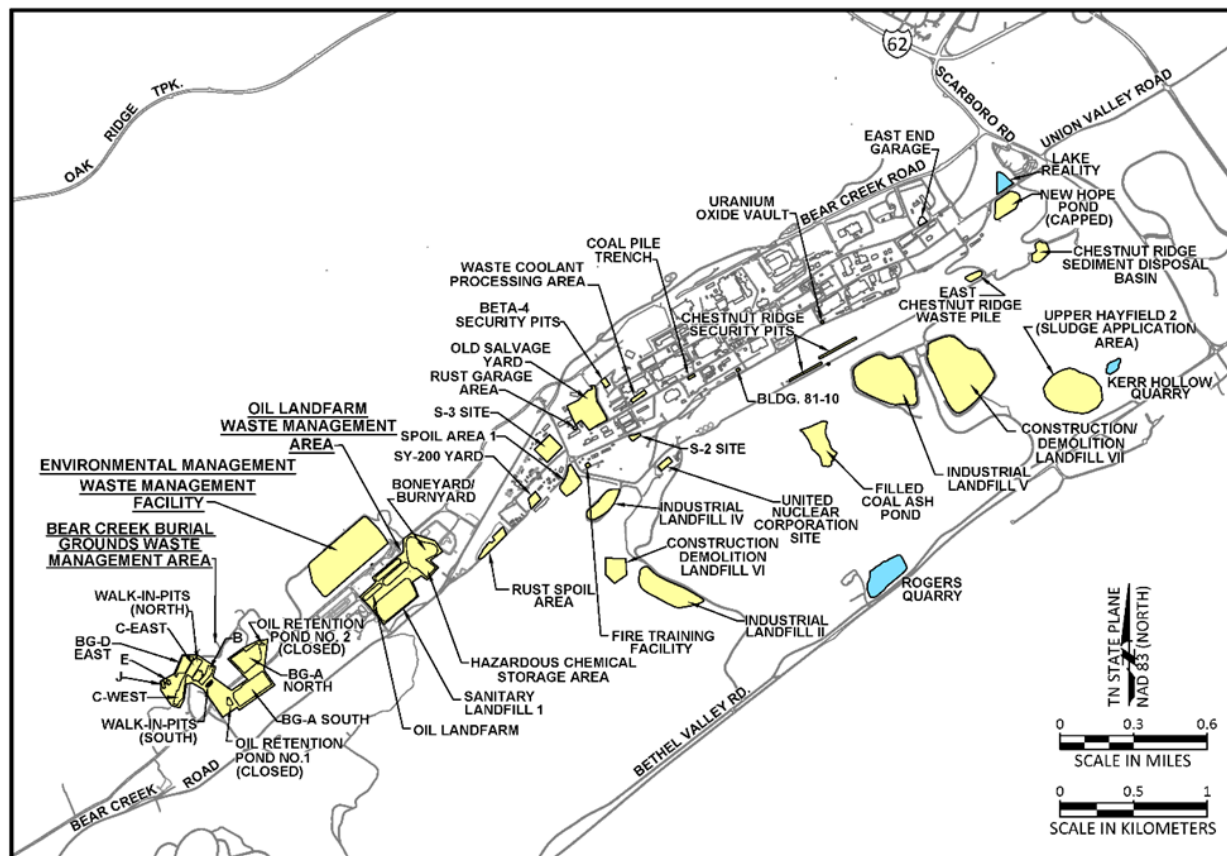 62
SCARBORO RD
UNION VALLEY ROAD
OAK RIDGE TPK.
EAST END
GARAGE
LAKE
REALITY
BEAR CREEK ROAD
NEW HOPE
POND
(CAPPED)
URANIUM
OXIDE VAULT
COAL PILE
TRENCH
CHESTNUT RIDGE
SEDIMENT DISPOSAL
BASIN
WASTE COOLANT
PROCESSING AREA
EAST
CHESTNUT RIDGE
WASTE PILE
BETA-4
SECURITY PITS
CHESTNUT RIDGE
SECURITY PITS
UPPER HAYFIELD 2
(SLUDGE APPLICATION
AREA)
OLD SALVAGE
YARD
RUST GARAGE
AREA
KERR HOLLOW
QUARRY
BLDG. 81-10
S-3 SITE
OIL LANDFARM
WASTE MANAGEMENT
AREA
SPOIL AREA 1
S-2 SITE
CONSTRUCTION/
DEMOLITION
LANDFILL VII
SY-200 YARD
ENVIRONMENTAL MANAGEMENT
WASTE MANAGEMENT
FACILITY
BONEYARD/
BURNYARD
INDUSTRIAL
LANDFILL V
FILLED
COAL ASH
POND
UNITED
NUCLEAR
CORPORATION
SITE
INDUSTRIAL
LANDFILL IV
BEAR CREEK BURIAL
GROUNDS WASTE
MANAGEMENT AREA
CONSTRUCTION
DEMOLITION
LANDFILL VI
ROGERS
QUARRY
RUST SPOIL
AREA
WALK-IN-PITS
(NORTH)
C-EAST
B
OIL RETENTION
POND NO. 2
(CLOSED)
BG-D
EAST
E
J
C-WEST
BG-A
NORTH
FIRE TRAINING
FACILITY
INDUSTRIAL
LANDFILL II
HAZARDOUS CHEMICAL
STORAGE AREA
SANITARY
LANDFILL 1
WALK-IN-PITS
(SOUTH)
BG-A SOUTH
OIL LANDFARM
OIL RETENTION
POND NO.1
(CLOSED)
BETHEL VALLEY RD.
BEAR CREEK ROAD
TN STATE PLANE
NAD 83 (NORTH)
0 0.3 0.6
SCALE IN MILES
0 0.5 1
SCALE IN KILOMETERS